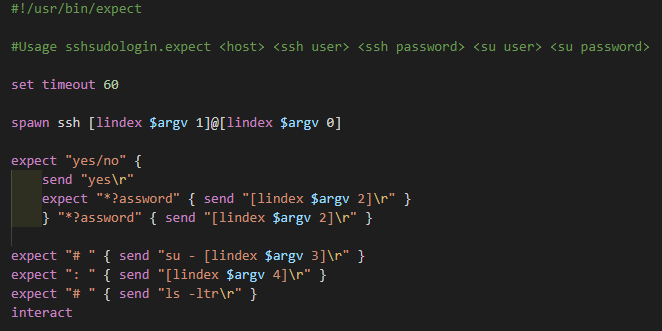 #!/usr/bin/expect
#Usage sshsudologin.expect <host> <ssh user> <ssh password> <su user> <su password>
set timeout 60
spawn ssh [lindex $argv 1]@[lindex $argv 0]
expect "yes/no" {
    send "yes\r"
    expect "*?assword" { send "[lindex $argv 2]\r" }
    } "*?assword" { send "[lindex $argv 2]\r" }
expect "# " { send "su - [lindex $argv 3]\r" }
expect ": " { send "[lindex $argv 4]\r" }
expect "# " { send "ls -ltr\r" }
interact